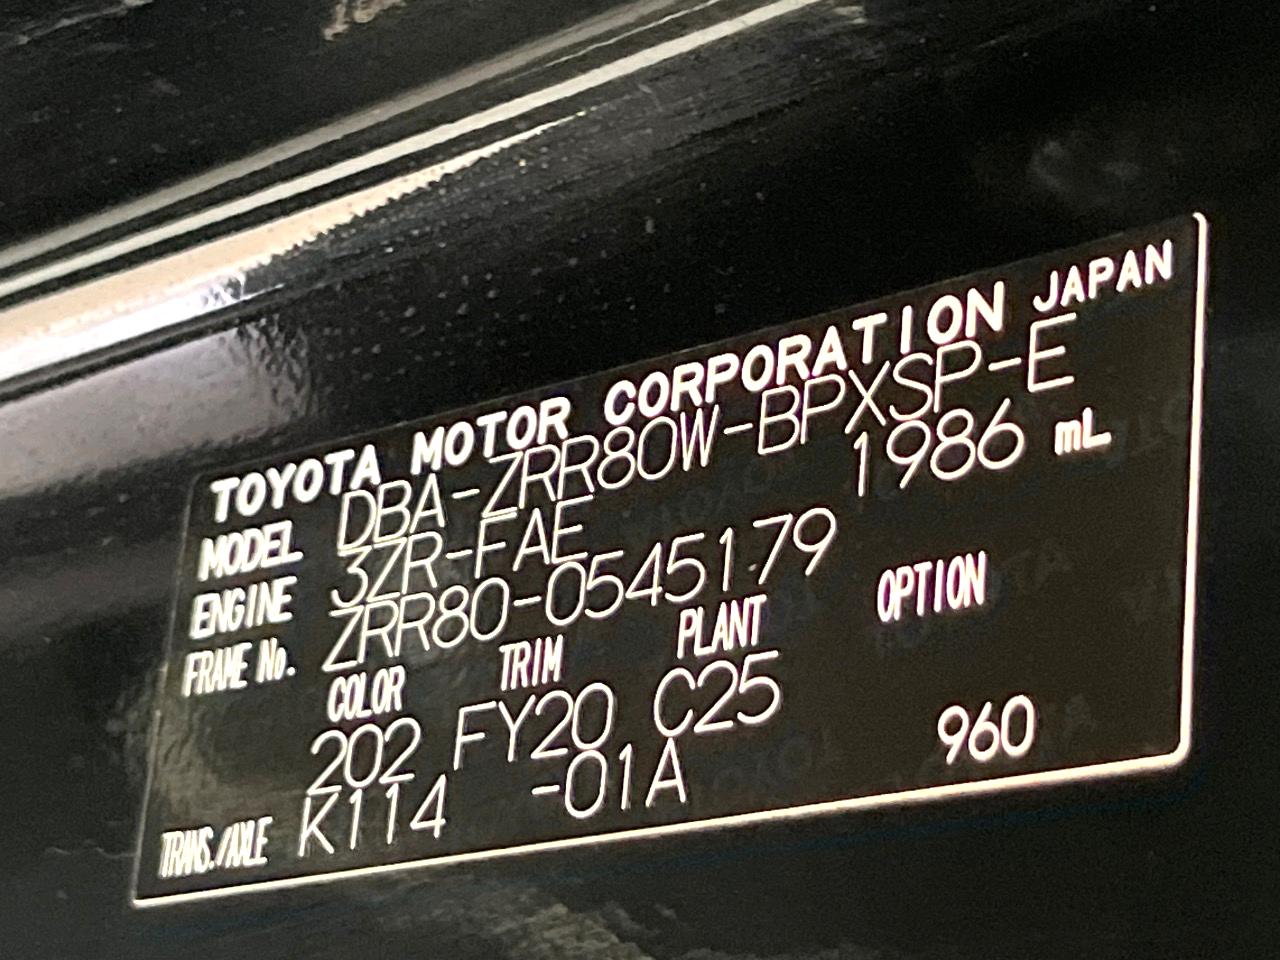 TOYOTA MOTOR CORPORATION JAPAN
MODEL DBA-ZRR80W-BPXSP-E
ENGINE 3ZR-FAE 1986 mL
FRAME No. ZRR80-0545179
COLOR TRIM PLANT OPTION
202 FY20 C25
TRANS./AXLE K114 -01A 960